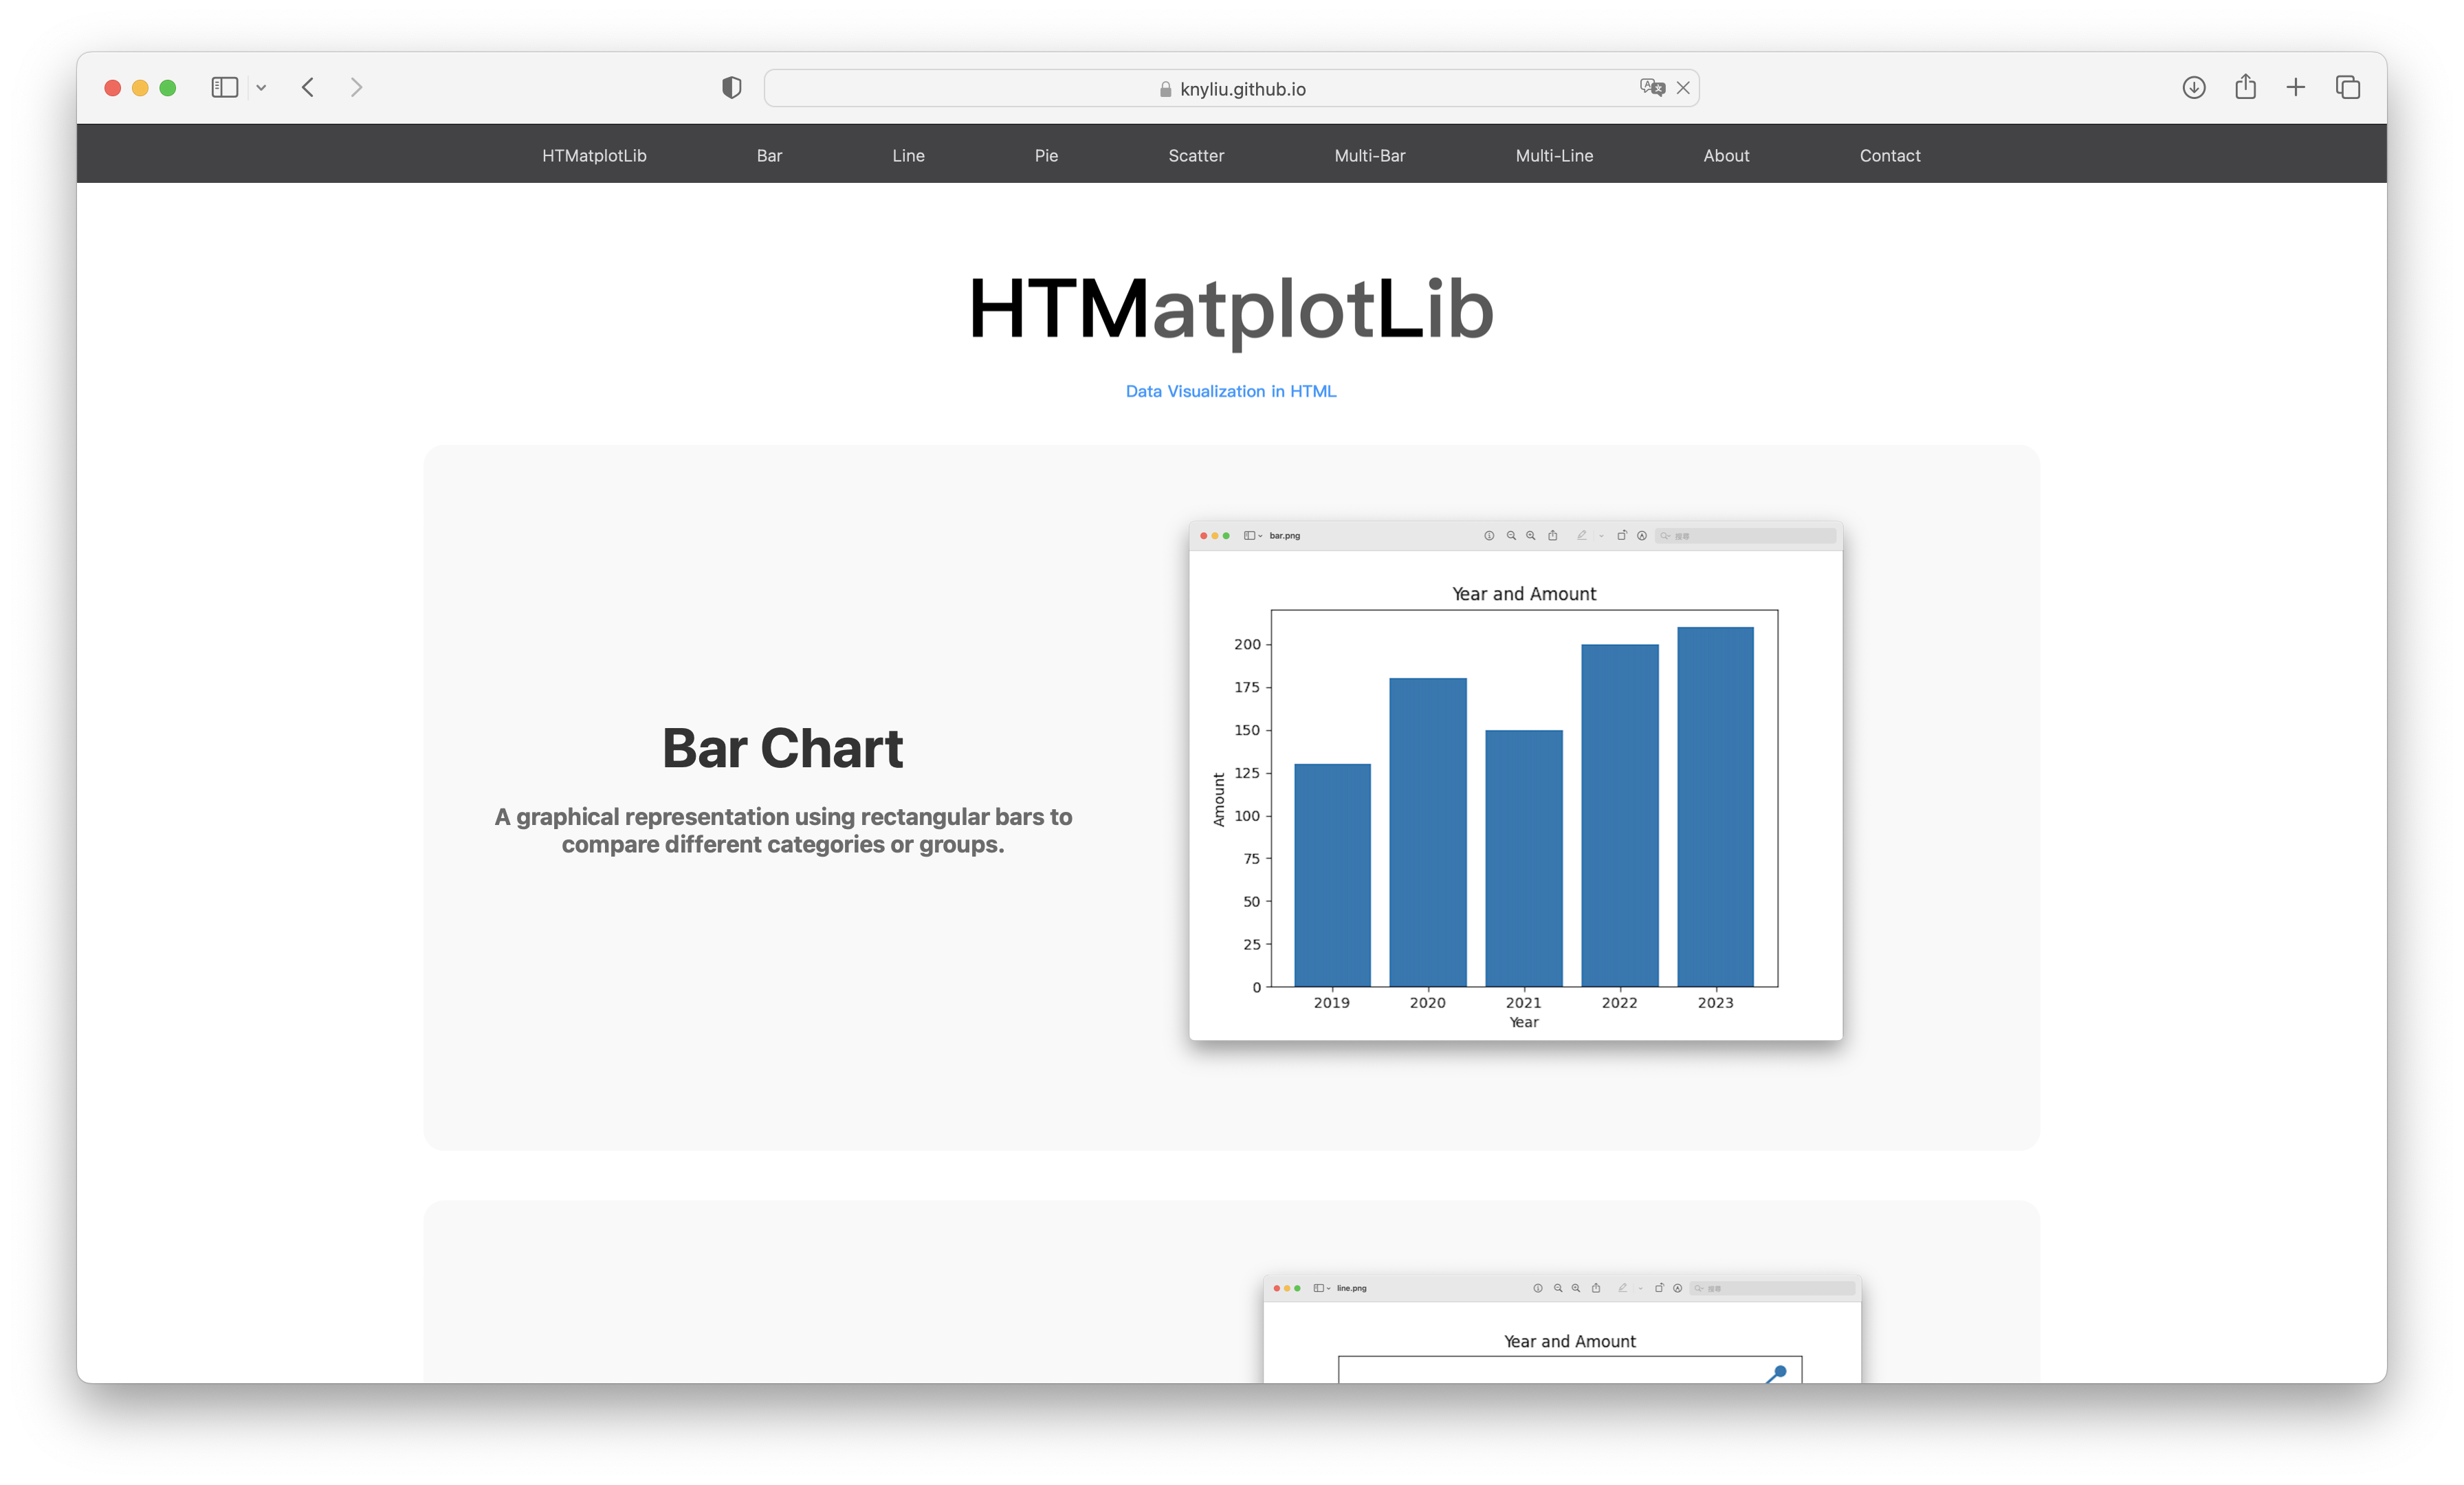 knyliu.github.io
HTMatplotLib Bar Line Pie Scatter Multi-Bar Multi-Line About Contact
HTMatplotLib
Data Visualization in HTML
Bar Chart
A graphical representation using rectangular bars to
compare different categories or groups.
bar.png
Year and Amount
200
175
150
125
100
75
50
25
0
Amount
2019 2020 2021 2022 2023
Year
line.png
Year and Amount